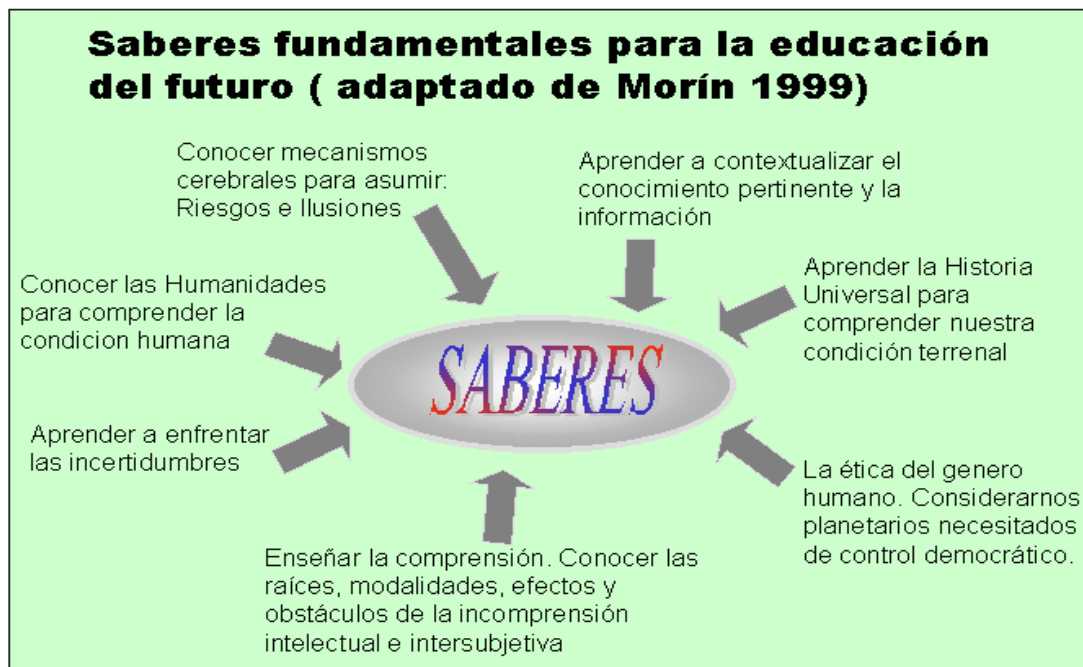 Saberes fundamentales para la educación
del futuro ( adaptado de Morín 1999)
Conocer mecanismos
cerebrales para asumir:
Riesgos e Ilusiones
Aprender a contextualizar el
conocimiento pertinente y la
información
Conocer las Humanidades
para comprender la
condicion humana
Aprender la Historia
Universal para
comprender nuestra
condición terrenal
SABERES
Aprender a enfrentar
las incertidumbres
La ética del genero
humano. Considerarnos
planetarios necesitados
de control democrático.
Enseñar la comprensión. Conocer las
raíces, modalidades, efectos y
obstáculos de la incomprensión
intelectual e intersubjetiva